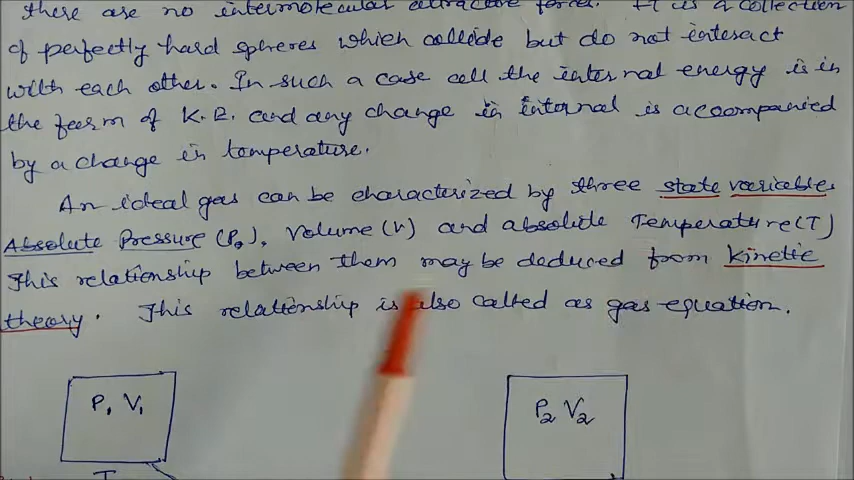 there are no intermolecular attractive forces. It is a collection
of perfectly hard spheres which collide but do not interact
with each other. In such a case all the internal energy is in
the form of K.E. and any change in internal is accompanied
by a change in temperature.
An ideal gas can be characterized by three state variables
Absolute Pressure (Pa), Volume (V) and absolute Temperature (T)
This relationship between them may be deduced from kinetic
theory. This relationship is also called as gas equation.
P1 V1
P2 V2
T